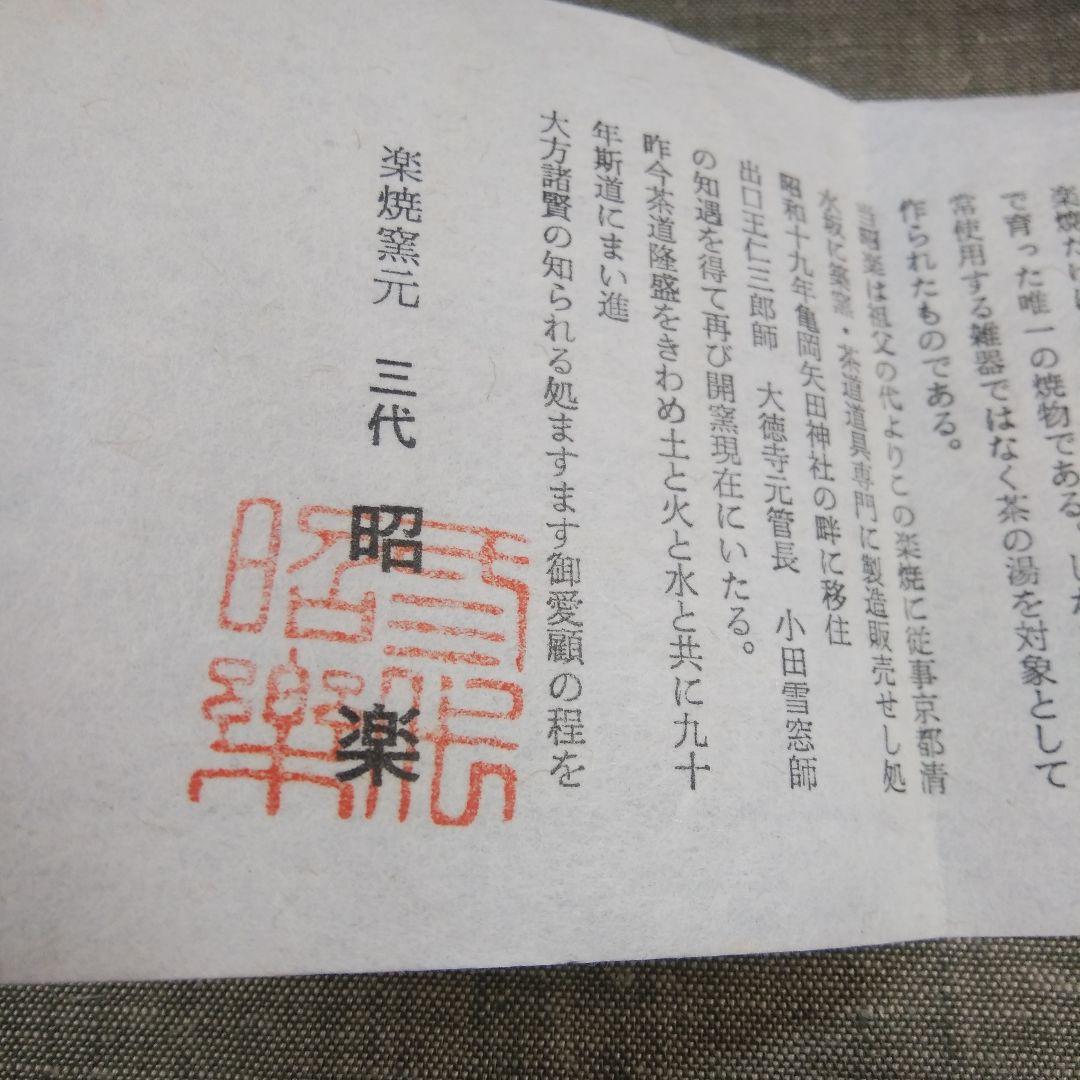 で育った唯一の焼物である。
常使用する雑器ではなく茶の湯を対象として
作られたものである。
当昭楽は祖父の代よりこの楽焼に従事京都清
水坂に築窯・茶道道具専門に製造販売せし処
昭和十九年亀岡矢田神社の畔に移住
出口王仁三郎師 大徳寺元管長 小田雪窓師
の知遇を得て再び開窯現在にいたる。
昨今茶道隆盛をきわめ土と火と水と共に九十
年斯道にまい進
大方諸賢の知られる処ますます御愛顧の程を
楽焼窯元 三代 昭楽